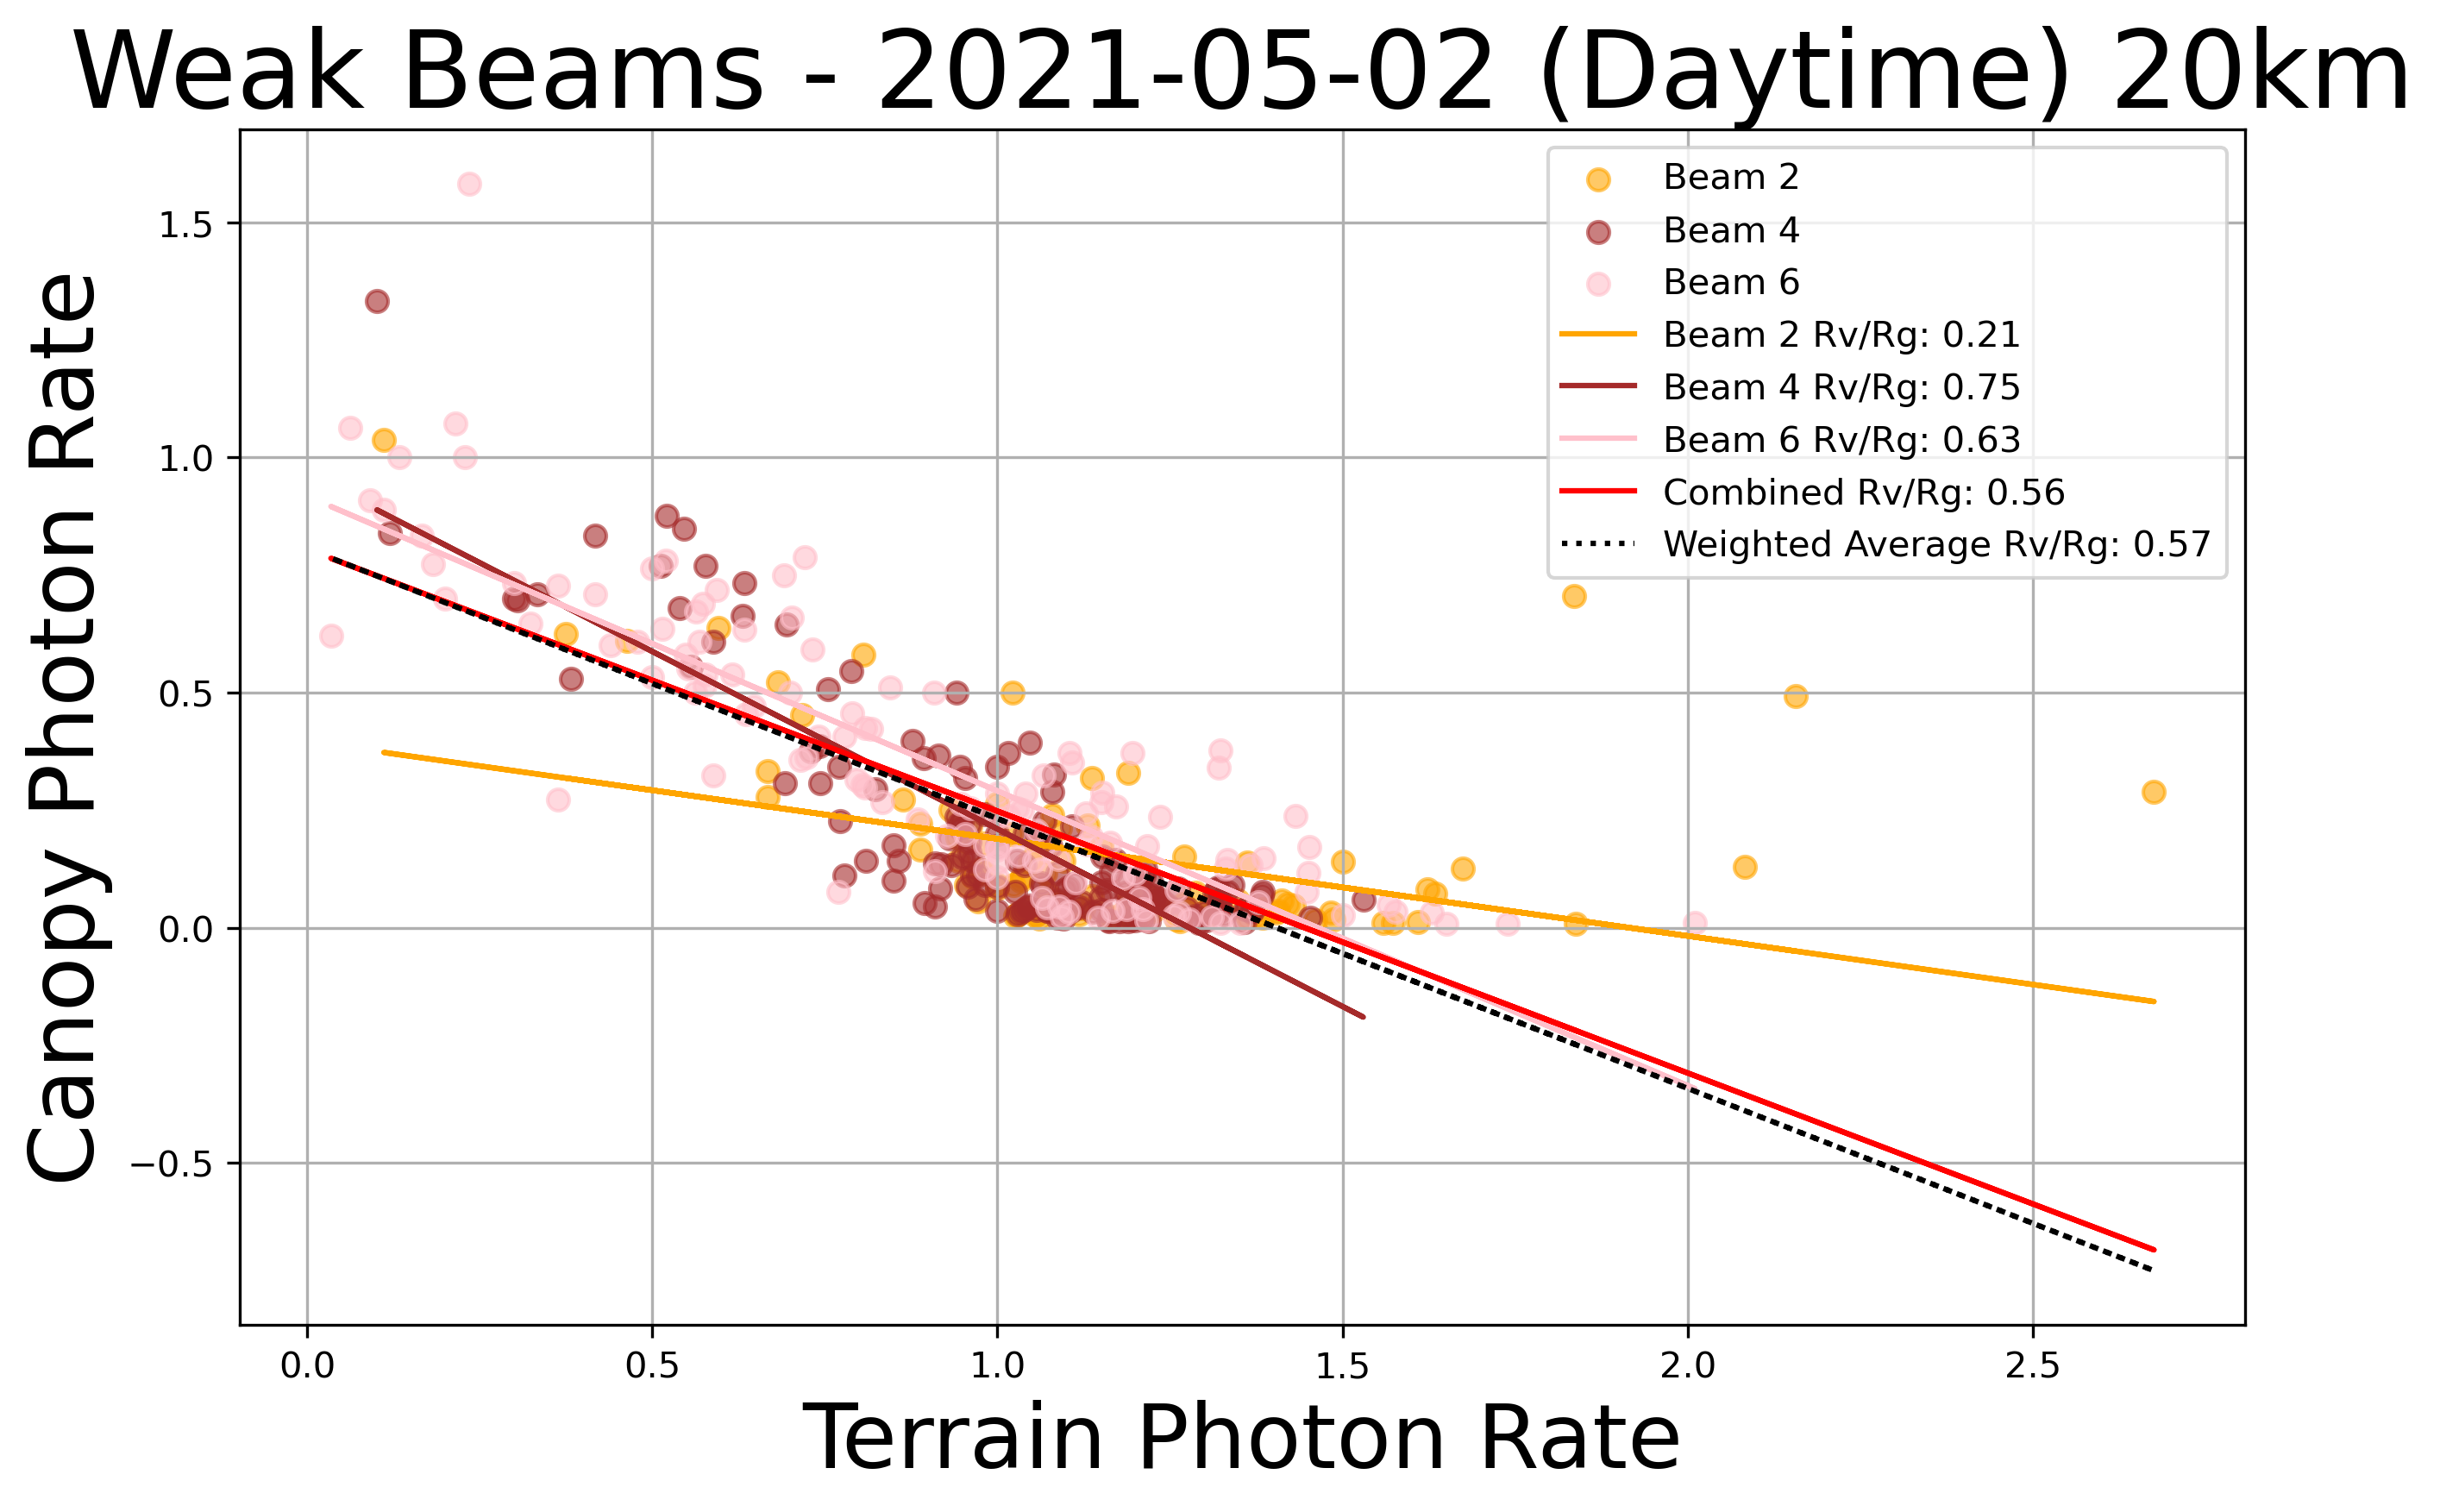 Weak Beams - 2021-05-02 (Daytime) 20km
Beam 2
Beam 4
Beam 6
Beam 2 Rv/Rg: 0.21
Beam 4 Rv/Rg: 0.75
Beam 6 Rv/Rg: 0.63
Combined Rv/Rg: 0.56
Weighted Average Rv/Rg: 0.57
Canopy Photon Rate
1.5
1.0
0.5
0.0
−0.5
0.0 0.5 1.0 1.5 2.0 2.5
Terrain Photon Rate